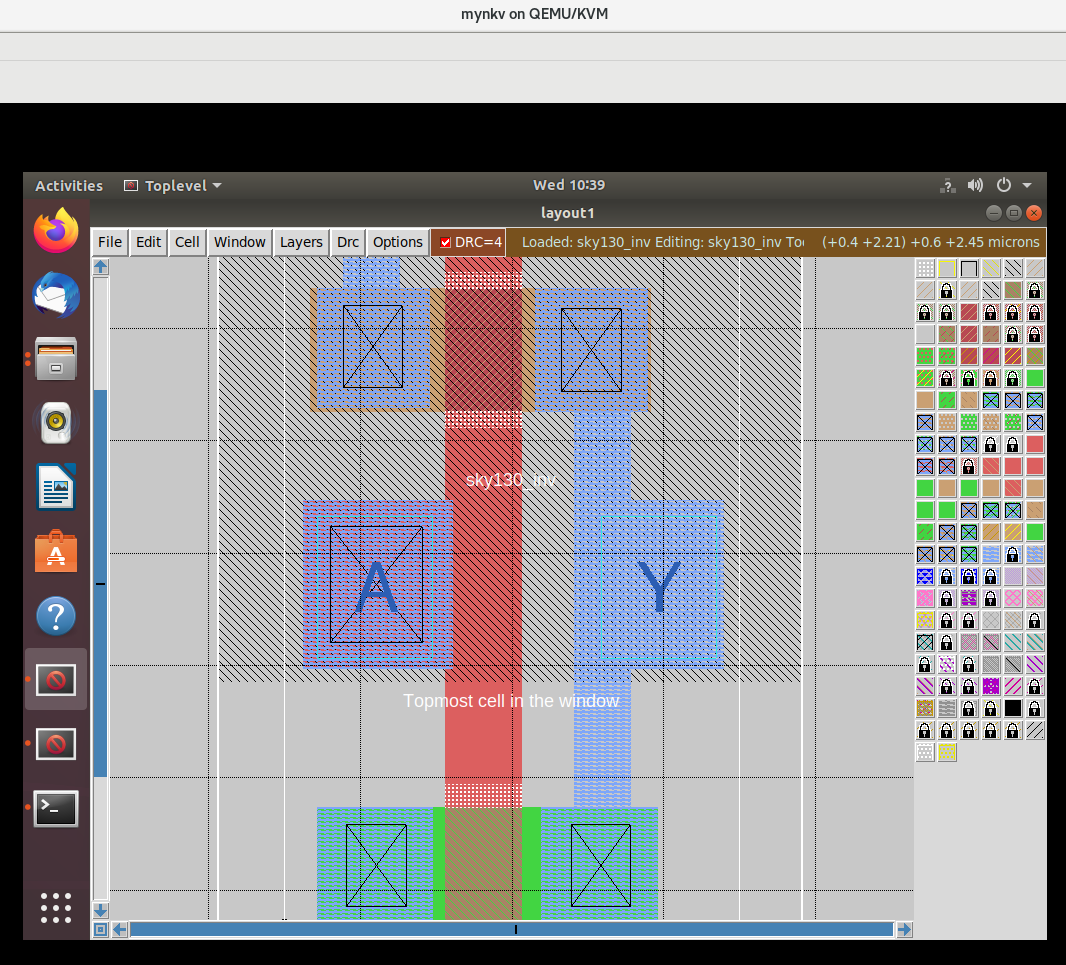 mynkv on QEMU/KVM
Activities Toplevel Wed 10:39
layout1
File Edit Cell Window Layers Drc Options DRC=4 Loaded: sky130_inv Editing: sky130_inv Too (+0.4 +2.21) +0.6 +2.45 microns
sky130_inv
A Y
Topmost cell in the window